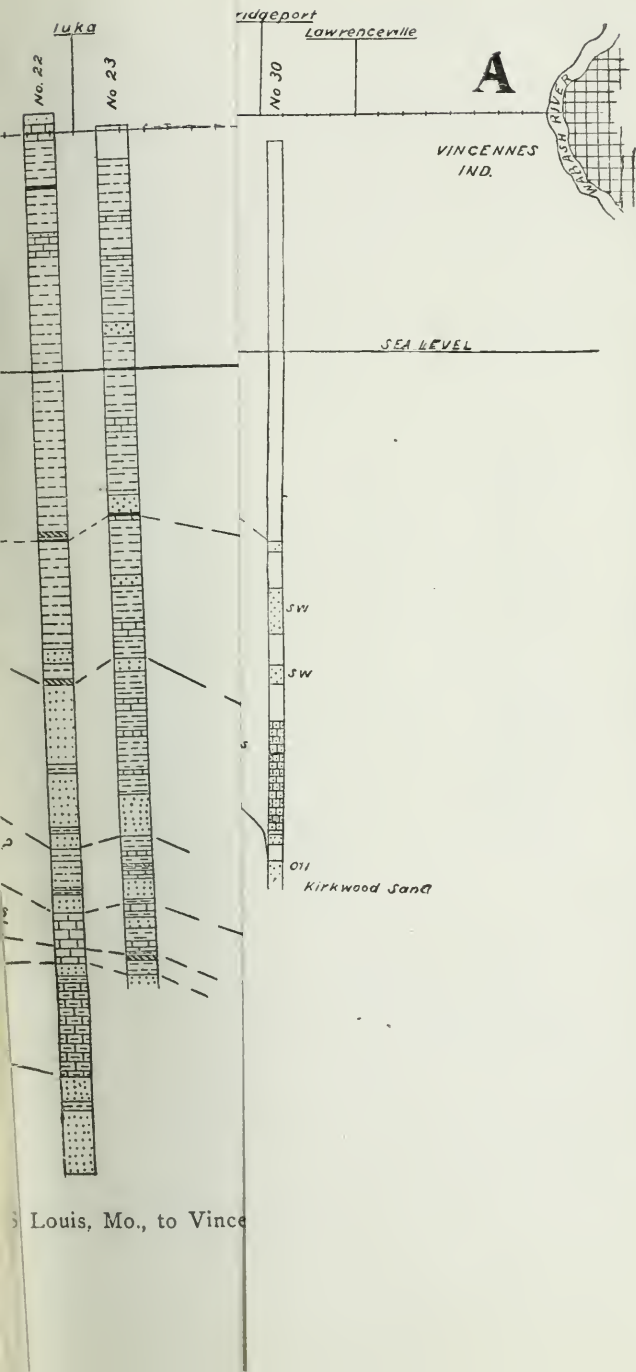 Iuka
ridgeport
Lawrenceville
No. 22
No 23
No 30
A
WABASH RIVER
VINCENNES
IND.
SEA LEVEL
SW
SW
S
OIL
Kirkwood Sand
S Louis, Mo., to Vince